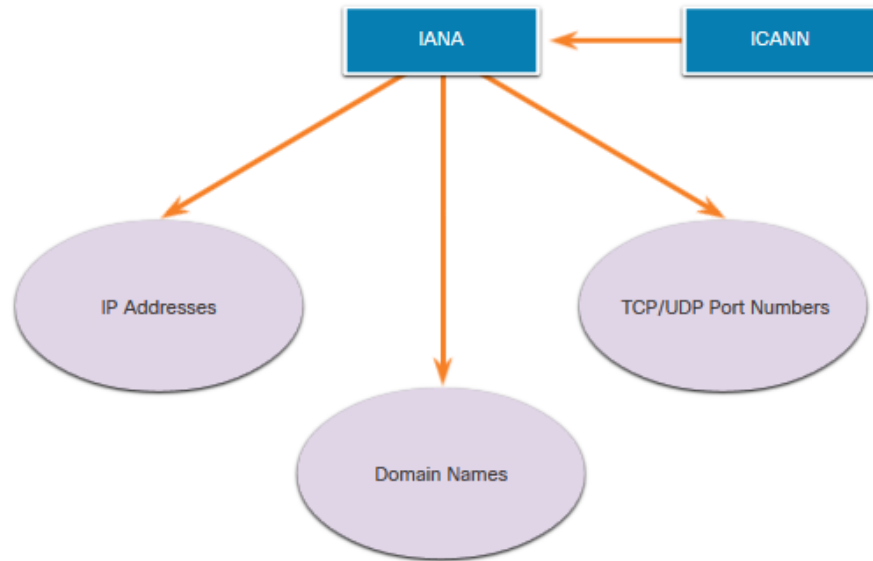 IANA
ICANN
IP Addresses
TCP/UDP Port Numbers
Domain Names